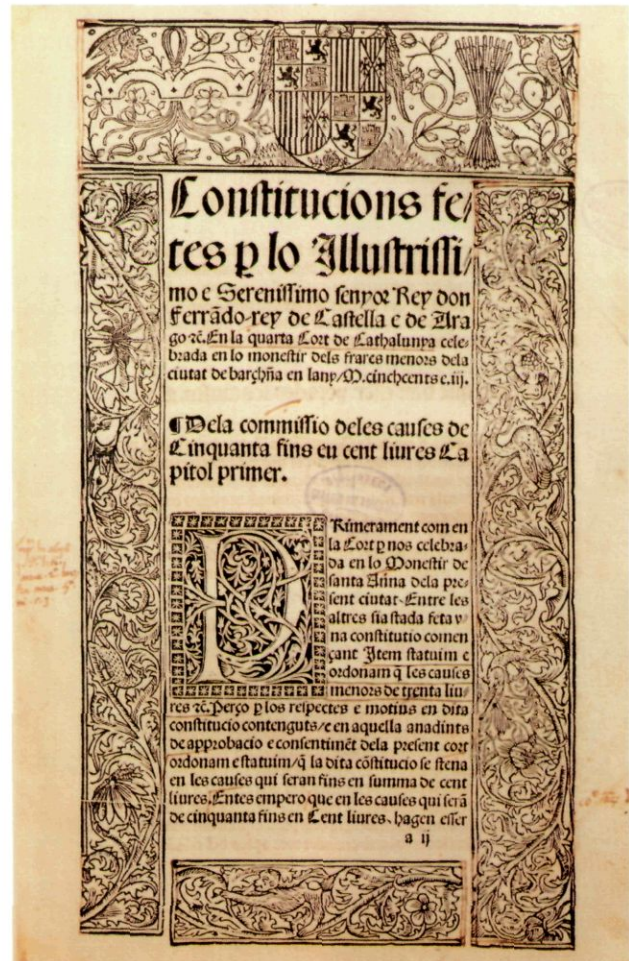 Constitucions fe/
tes ꝑ lo Illustrissi/
mo e Serenissimo senyor Rey don
Ferrãdo rey de Castella e de Ara
go ⁊c. En la quarta Cort de Cathalunya cele-
brada en lo monestir dels frares menors dela
ciutat de barçh̃na en lany/M.cinchcents e.iij.
¶Dela commissio deles causes de
Cinquanta fins eu cent liures Ca
pitol primer.
PRimerament com en
la Cort ꝑ nos celebra-
da en lo Monestir de
santa Anna dela pre-
sent ciutat. Entre les
altres sia stada feta v-
na constitutio comen
çant Item statuim e
ordonam q̃ les causes
menors de trenta liu-
res ⁊c. Perço ꝑ los respectes e motius en dita
constitucio contenguts/e en aquella anadints
de approbacio e consentimẽt dela present cort
ordonam e statuim/q̃ la dita cõstitucio se stena
en les causes qui seran fins en summa de cent
liures. Entes empero que en les causes qui serã
de cinquanta fins en Cent liures, hagen esser
a ij